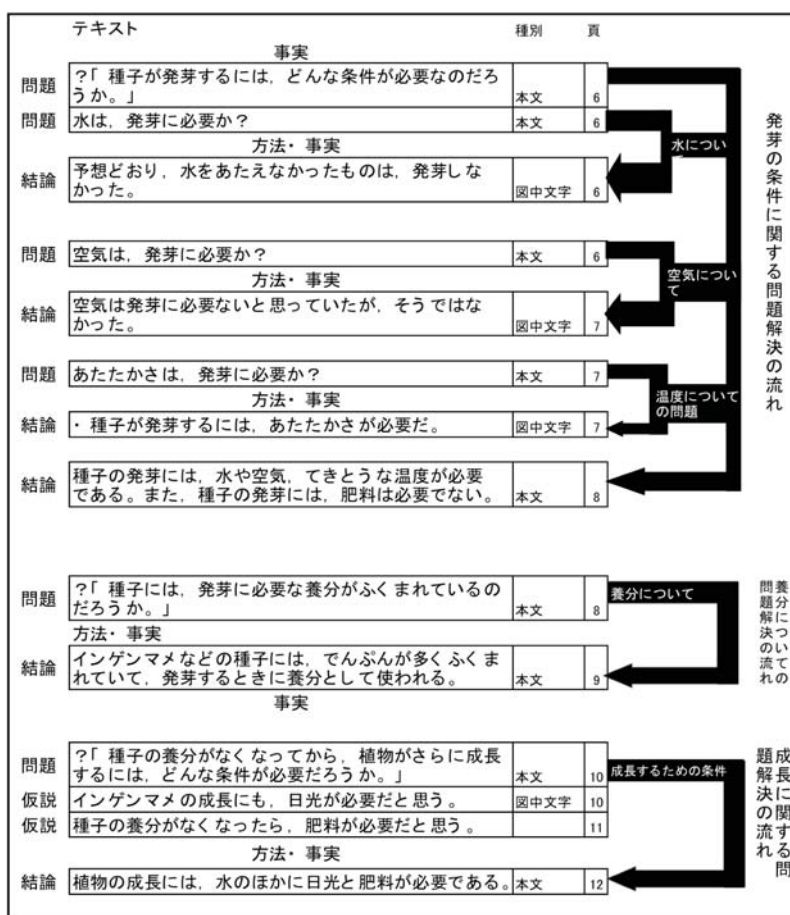 テキスト 種別 頁
事実
問題 ?「種子が発芽するには，どんな条件が必要なのだろ
うか。」 本文 6
問題 水は，発芽に必要か？ 本文 6
方法・事実
水につい
結論 予想どおり，水をあたえなかったものは，発芽しな
かった。 図中文字 6
問題 空気は，発芽に必要か？ 本文 6
方法・事実
空気につい
て
結論 空気は発芽に必要ないと思っていたが，そうではな
かった。 図中文字 7
問題 あたたかさは，発芽に必要か？ 本文 7
方法・事実
温度について
の問題
結論 ・種子が発芽するには，あたたかさが必要だ。 図中文字 7
結論 種子の発芽には，水や空気，てきとうな温度が必要
である。また，種子の発芽には，肥料は必要でない。 本文 8
発芽の条件に関する問題解決の流れ
問題 ?「種子には，発芽に必要な養分がふくまれているの
だろうか。」 本文 8
養分について
方法・事実
結論 インゲンマメなどの種子には，でんぷんが多くふくま
れていて，発芽するときに養分として使われる。 本文 9
養分についての
問題解決の流れ
事実
問題 ?「種子の養分がなくなってから，植物がさらに成長
するには，どんな条件が必要だろうか。」 本文 10
成長するための条件
仮説 インゲンマメの成長にも，日光が必要だと思う。 図中文字 10
仮説 種子の養分がなくなったら，肥料が必要だと思う。 11
方法・事実
結論 植物の成長には，水のほかに日光と肥料が必要である。 本文 12
成長に関する問
題解決の流れ